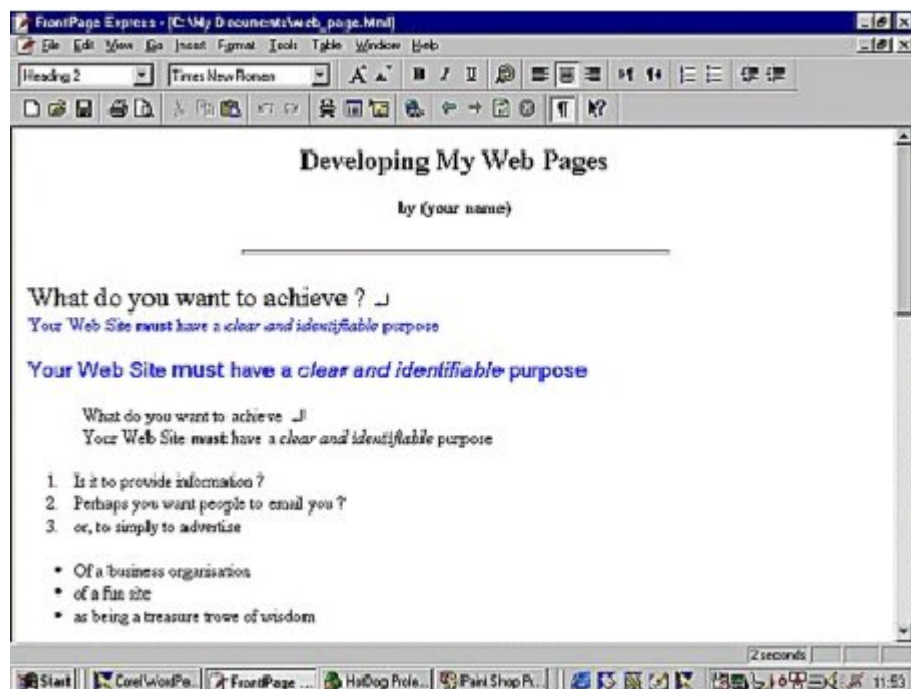 FrontPage Express - [C:\My Documents\web_page.html]
File Edit View Go Insert Format Tools Table Window Help
Heading 2 Times New Roman
Developing My Web Pages
by (your name)
What do you want to achieve ?
Your Web Site must have a clear and identifiable purpose
Your Web Site must have a clear and identifiable purpose
What do you want to achieve
Your Web Site must have a clear and identifiable purpose
1. Is it to provide information ?
2. Perhaps you want people to email you ?
3. or, to simply to advertise
• Of a business organisation
• of a fun site
• as being a treasure trowe of wisdom
2 seconds
Start Corel WordPe... FrontPage ... HotDog Profe... Paint Shop Pr... 11:53